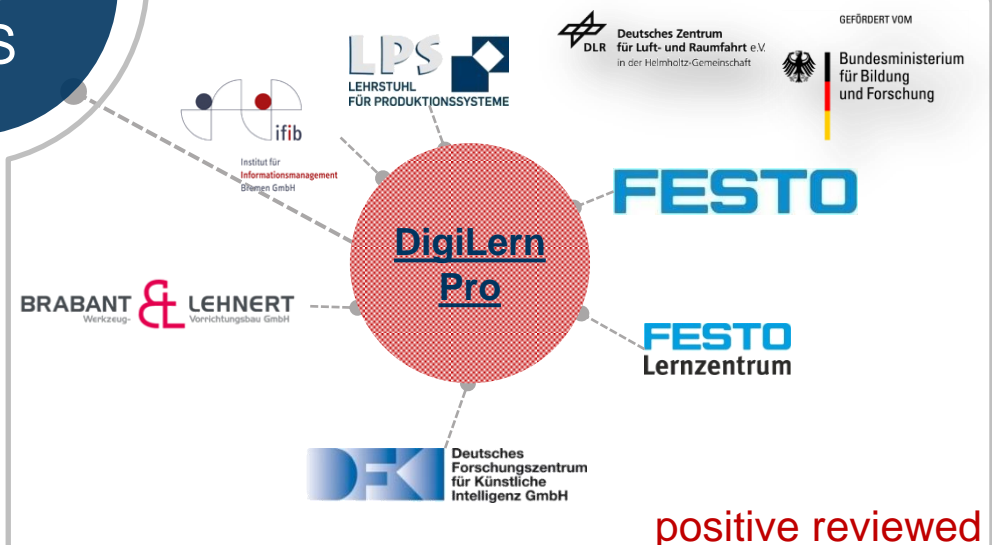 S
LPS
LEHRSTUHL
FÜR PRODUKTIONSSYSTEME
DLR
Deutsches Zentrum
für Luft- und Raumfahrt e.V.
in der Helmholtz-Gemeinschaft
GEFÖRDERT VOM
Bundesministerium
für Bildung
und Forschung
ifib
Institut für
Informationsmanagement
Bremen GmbH
FESTO
DigiLern
Pro
BRABANT & LEHNERT
Werkzeug- Vorrichtungsbau GmbH
FESTO
Lernzentrum
DFKI
Deutsches
Forschungszentrum
für Künstliche
Intelligenz GmbH
positive reviewed